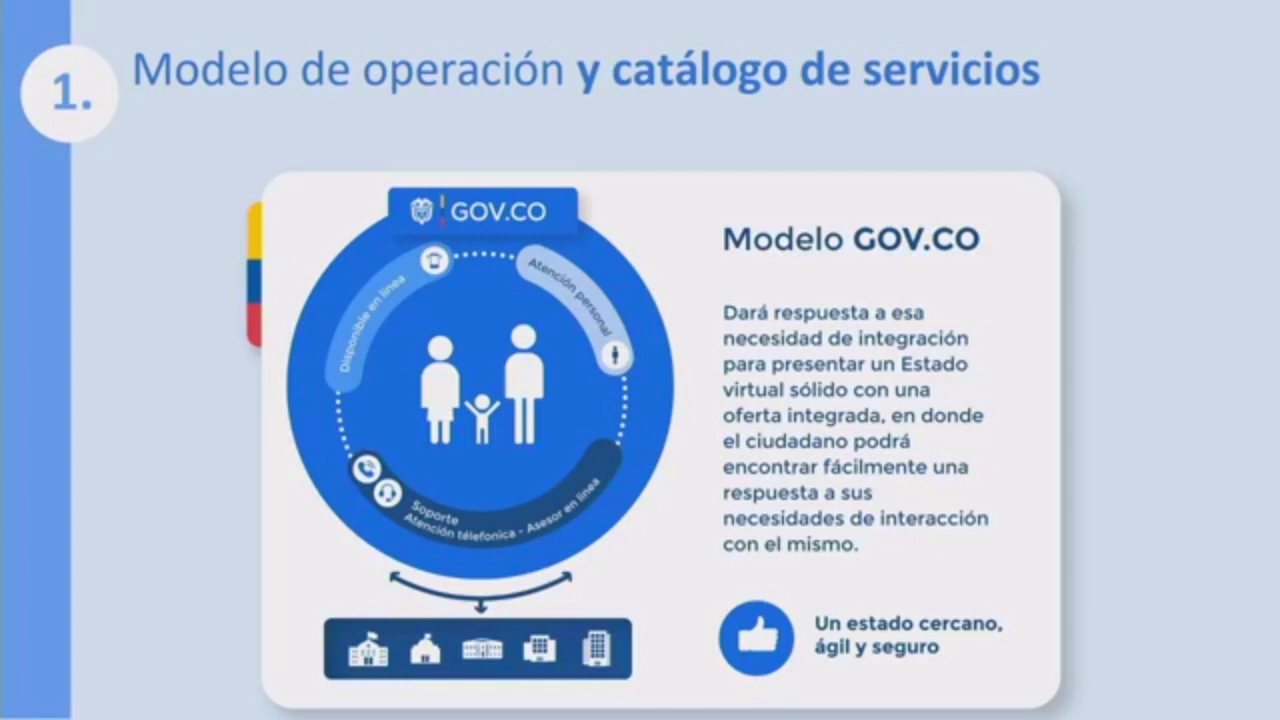 1.
Modelo de operación y catálogo de servicios
GOV.CO
Disponible en línea
Atención personal
Soporte
Atención télefonica - Asesor en línea
Modelo GOV.CO
Dará respuesta a esa
necesidad de integración
para presentar un Estado
virtual sólido con una
oferta integrada, en donde
el ciudadano podrá
encontrar fácilmente una
respuesta a sus
necesidades de interacción
con el mismo.
Un estado cercano,
ágil y seguro